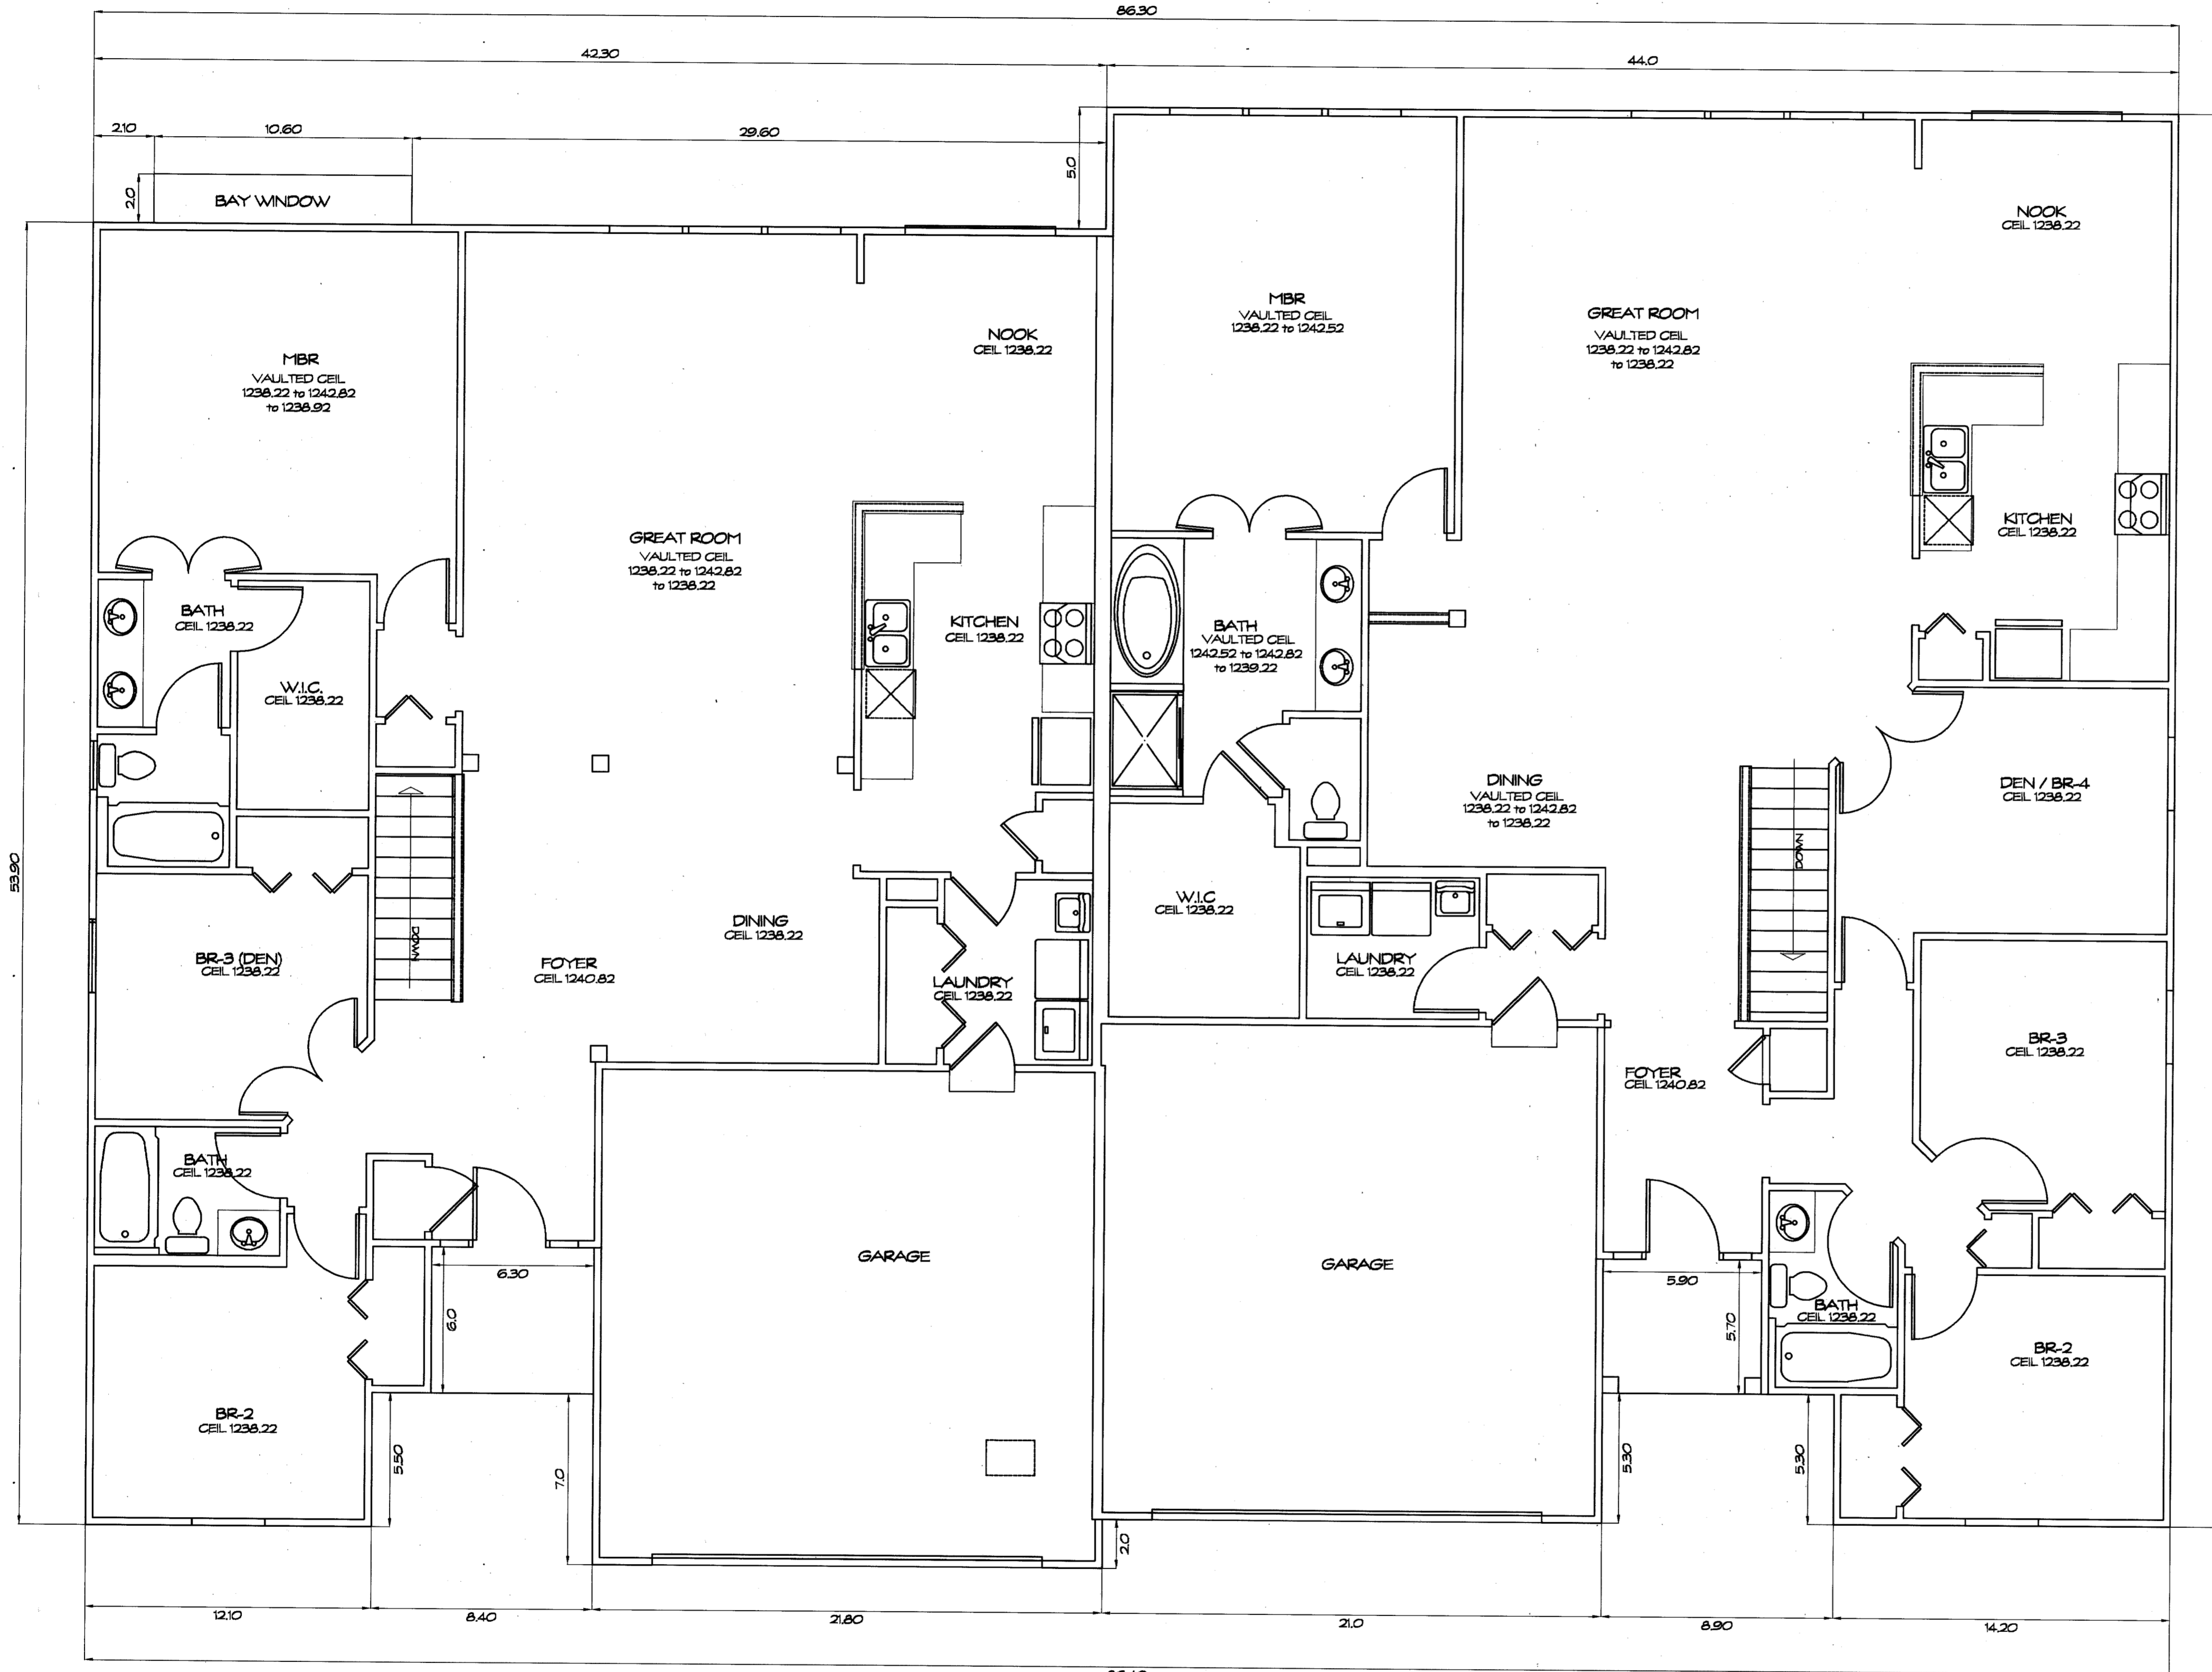 86.30
42.30
44.0
2.10
10.60
29.60
5.0
2.0
BAY WINDOW
NOOK
CEIL 1238.22
MBR
VAULTED CEIL
1238.22 to 1242.52
GREAT ROOM
VAULTED CEIL
1238.22 to 1242.82
to 1238.22
NOOK
CEIL 1238.22
MBR
VAULTED CEIL
1238.22 to 1242.82
to 1238.92
GREAT ROOM
VAULTED CEIL
1238.22 to 1242.82
to 1238.22
KITCHEN
CEIL 1238.22
BATH
CEIL 1238.22
KITCHEN
CEIL 1238.22
BATH
VAULTED CEIL
1242.52 to 1242.82
to 1239.22
W.I.C.
CEIL 1238.22
DINING
VAULTED CEIL
1238.22 to 1242.82
to 1238.22
DEN / BR-4
CEIL 1238.22
DOWN
53.90
W.I.C
CEIL 1238.22
DINING
CEIL 1238.22
DOWN
BR-3 (DEN)
CEIL 1238.22
FOYER
CEIL 1240.82
LAUNDRY
CEIL 1238.22
LAUNDRY
CEIL 1238.22
BR-3
CEIL 1238.22
FOYER
CEIL 1240.82
BATH
CEIL 1238.22
GARAGE
GARAGE
6.30
5.90
6.0
5.70
BATH
CEIL 1238.22
BR-2
CEIL 1238.22
BR-2
CEIL 1238.22
5.50
7.0
5.30
5.30
2.0
12.10
8.40
21.80
21.0
8.90
14.20